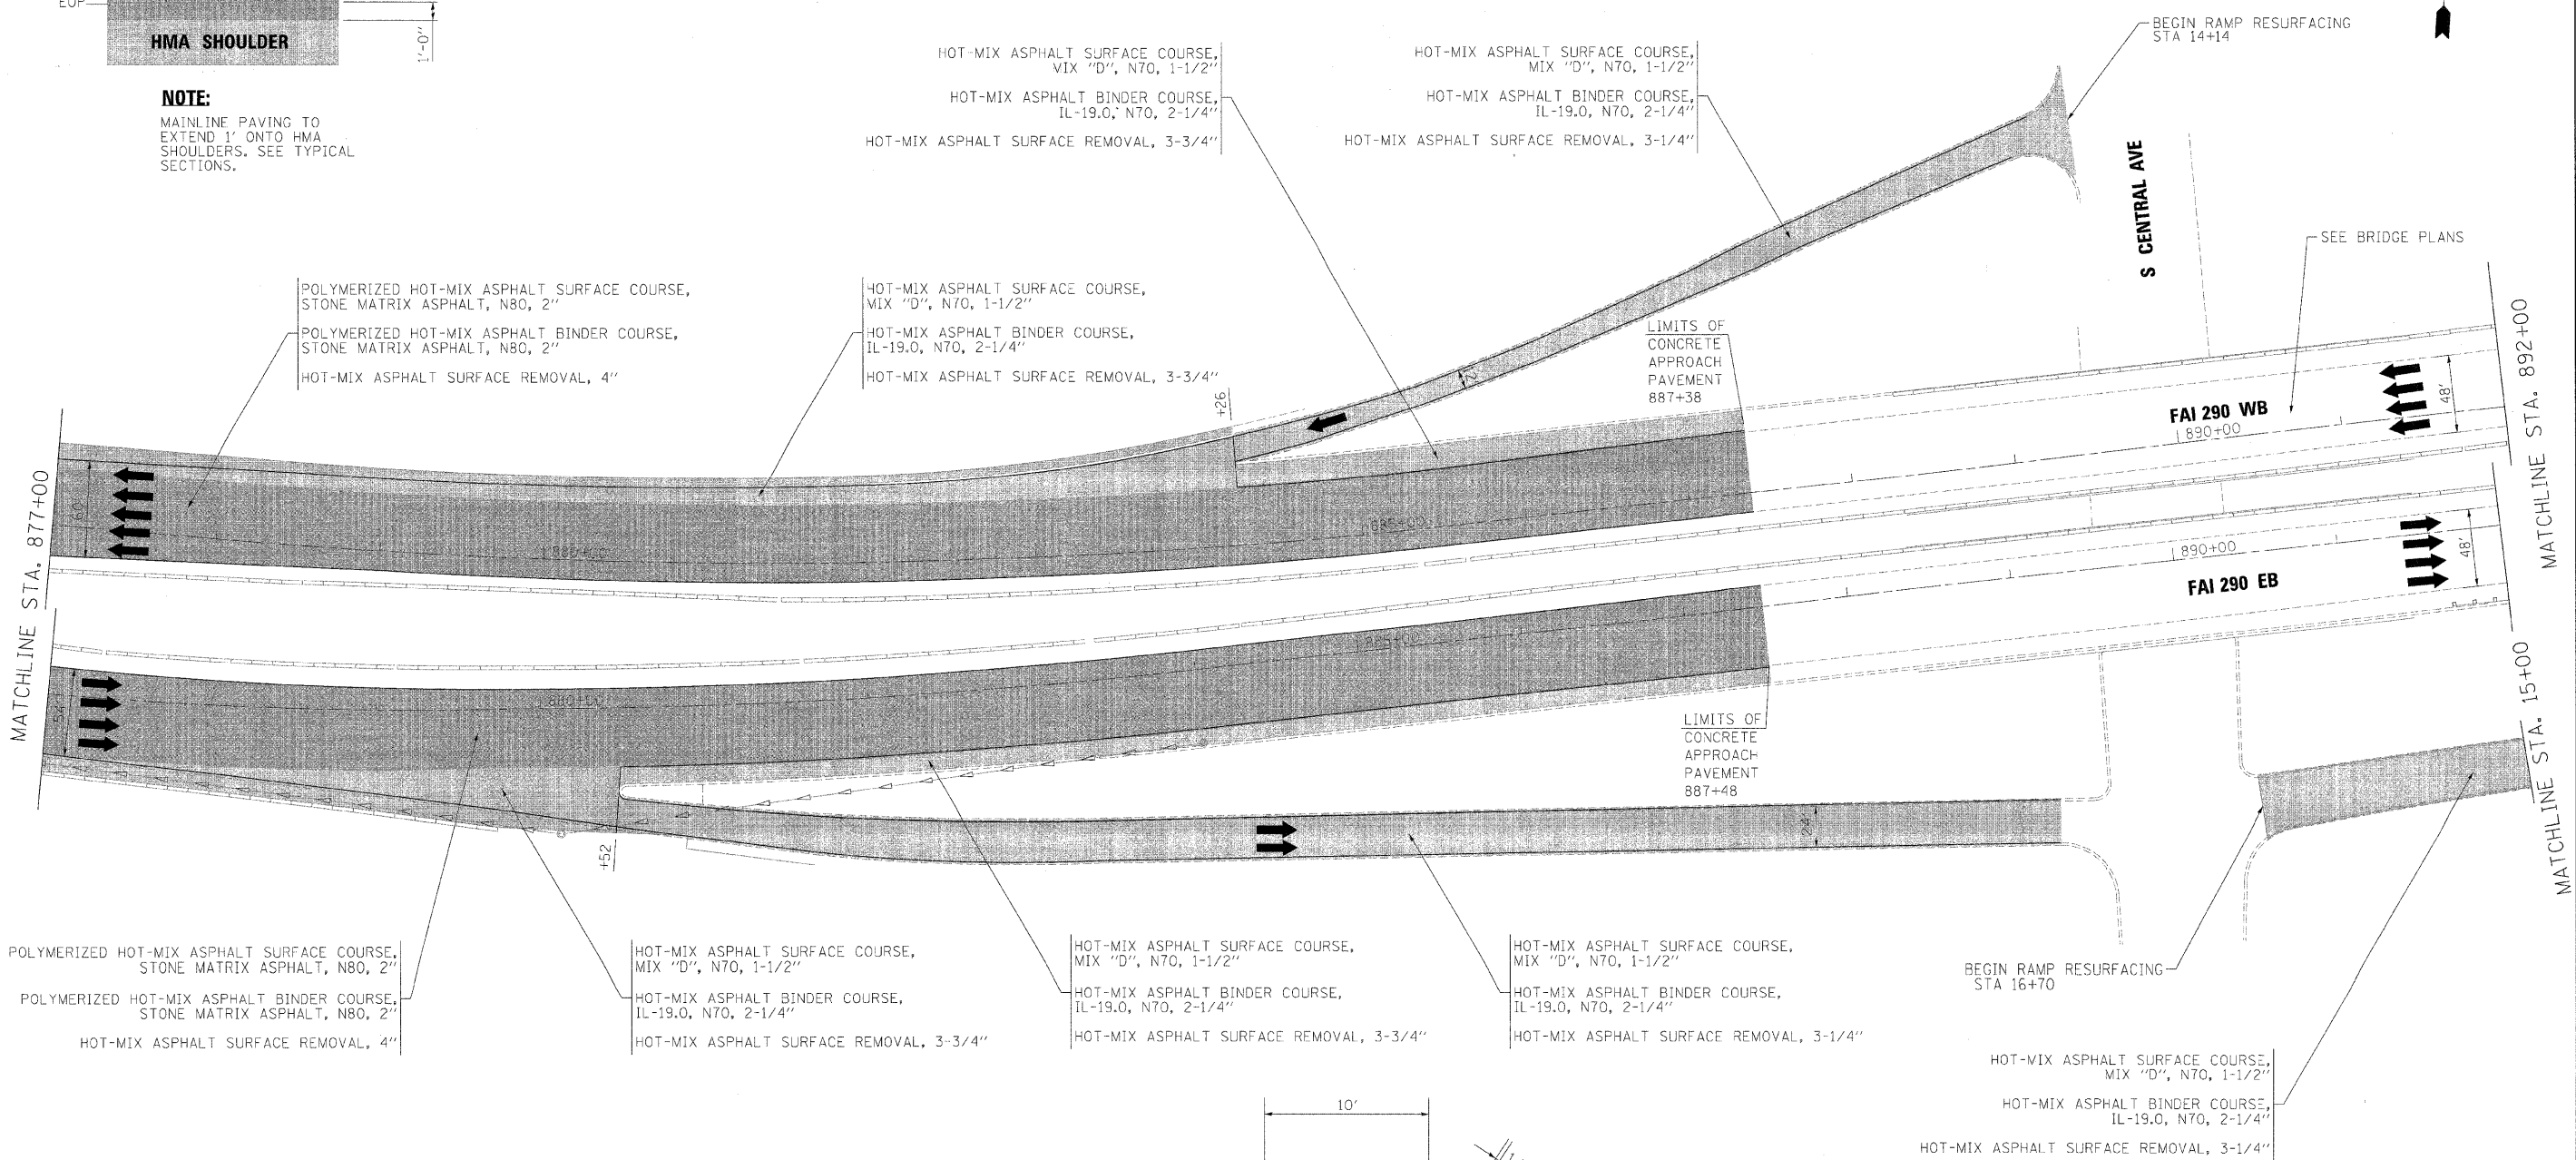 EOP
HMA SHOULDER
1'-0"
NOTE:
MAINLINE PAVING TO
EXTEND 1' ONTO HMA
SHOULDERS. SEE TYPICAL
SECTIONS.
HOT-MIX ASPHALT SURFACE COURSE,
MIX "D", N70, 1-1/2"
HOT-MIX ASPHALT BINDER COURSE,
IL-19.0, N70, 2-1/4"
HOT-MIX ASPHALT SURFACE REMOVAL, 3-3/4"
HOT-MIX ASPHALT SURFACE COURSE,
MIX "D", N70, 1-1/2"
HOT-MIX ASPHALT BINDER COURSE,
IL-19.0, N70, 2-1/4"
HOT-MIX ASPHALT SURFACE REMOVAL, 3-1/4"
BEGIN RAMP RESURFACING
STA 14+14
S CENTRAL AVE
SEE BRIDGE PLANS
POLYMERIZED HOT-MIX ASPHALT SURFACE COURSE,
STONE MATRIX ASPHALT, N80, 2"
POLYMERIZED HOT-MIX ASPHALT BINDER COURSE,
STONE MATRIX ASPHALT, N80, 2"
HOT-MIX ASPHALT SURFACE REMOVAL, 4"
HOT-MIX ASPHALT SURFACE COURSE,
MIX "D", N70, 1-1/2"
HOT-MIX ASPHALT BINDER COURSE,
IL-19.0, N70, 2-1/4"
HOT-MIX ASPHALT SURFACE REMOVAL, 3-3/4"
+26
LIMITS OF
CONCRETE
APPROACH
PAVEMENT
887+38
FAI 290 WB
890+00
48'
MATCHLINE STA. 892+00
MATCHLINE STA. 877+00
60'
880+00
885+00
890+00
FAI 290 EB
48'
54'
880+00
885+00
LIMITS OF
CONCRETE
APPROACH
PAVEMENT
887+48
24'
+52
MATCHLINE STA. 15+00
POLYMERIZED HOT-MIX ASPHALT SURFACE COURSE,
STONE MATRIX ASPHALT, N80, 2"
POLYMERIZED HOT-MIX ASPHALT BINDER COURSE,
STONE MATRIX ASPHALT, N80, 2"
HOT-MIX ASPHALT SURFACE REMOVAL, 4"
HOT-MIX ASPHALT SURFACE COURSE,
MIX "D", N70, 1-1/2"
HOT-MIX ASPHALT BINDER COURSE,
IL-19.0, N70, 2-1/4"
HOT-MIX ASPHALT SURFACE REMOVAL, 3-3/4"
HOT-MIX ASPHALT SURFACE COURSE,
MIX "D", N70, 1-1/2"
HOT-MIX ASPHALT BINDER COURSE,
IL-19.0, N70, 2-1/4"
HOT-MIX ASPHALT SURFACE REMOVAL, 3-3/4"
HOT-MIX ASPHALT SURFACE COURSE,
MIX "D", N70, 1-1/2"
HOT-MIX ASPHALT BINDER COURSE,
IL-19.0, N70, 2-1/4"
HOT-MIX ASPHALT SURFACE REMOVAL, 3-1/4"
BEGIN RAMP RESURFACING
STA 16+70
HOT-MIX ASPHALT SURFACE COURSE,
MIX "D", N70, 1-1/2"
HOT-MIX ASPHALT BINDER COURSE,
IL-19.0, N70, 2-1/4"
HOT-MIX ASPHALT SURFACE REMOVAL, 3-1/4"
10'